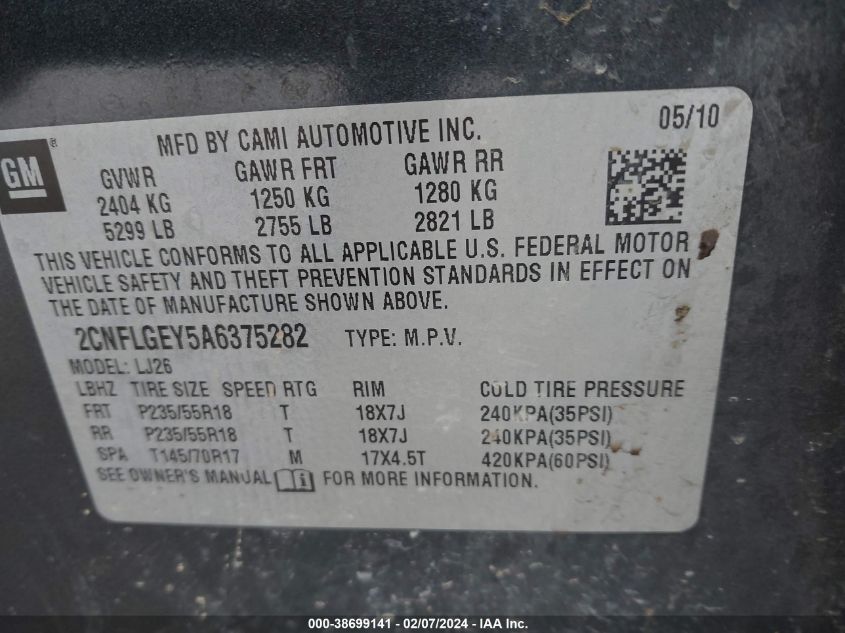 05/10
GM ®
MFD BY CAMI AUTOMOTIVE INC.
GVWR GAWR FRT GAWR RR
2404 KG 1250 KG 1280 KG
5299 LB 2755 LB 2821 LB
THIS VEHICLE CONFORMS TO ALL APPLICABLE U.S. FEDERAL MOTOR
VEHICLE SAFETY AND THEFT PREVENTION STANDARDS IN EFFECT ON
THE DATE OF MANUFACTURE SHOWN ABOVE.
2CNFLGEY5A6375282 TYPE: M.P.V.
MODEL: LJ26
LBHZ TIRE SIZE SPEED RTG RIM COLD TIRE PRESSURE
FRT P235/55R18 T 18X7J 240KPA(35PSI)
RR P235/55R18 T 18X7J 240KPA(35PSI)
SPA T145/70R17 M 17X4.5T 420KPA(60PSI)
SEE OWNER'S MANUAL i FOR MORE INFORMATION.
000-38699141 - 02/07/2024 - IAA Inc.